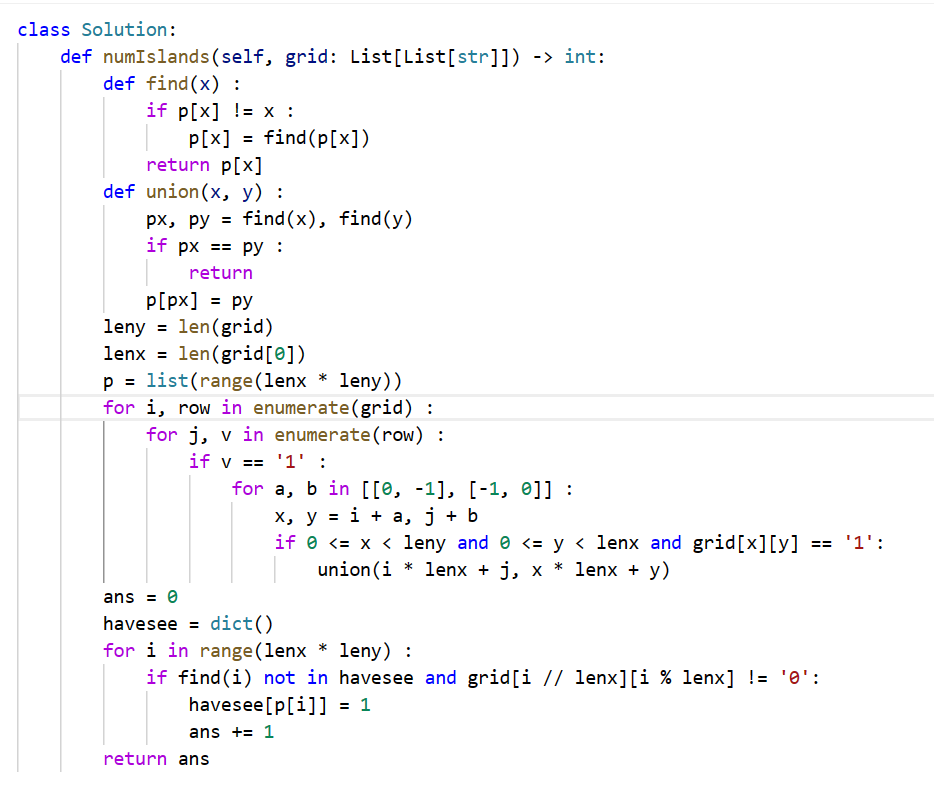 class Solution:
    def numIslands(self, grid: List[List[str]]) -> int:
        def find(x) :
            if p[x] != x :
                p[x] = find(p[x])
            return p[x]
        def union(x, y) :
            px, py = find(x), find(y)
            if px == py :
                return
            p[px] = py
        leny = len(grid)
        lenx = len(grid[0])
        p = list(range(lenx * leny))
        for i, row in enumerate(grid) :
            for j, v in enumerate(row) :
                if v == '1' :
                    for a, b in [[0, -1], [-1, 0]] :
                        x, y = i + a, j + b
                        if 0 <= x < leny and 0 <= y < lenx and grid[x][y] == '1':
                            union(i * lenx + j, x * lenx + y)
        ans = 0
        havesee = dict()
        for i in range(lenx * leny) :
            if find(i) not in havesee and grid[i // lenx][i % lenx] != '0':
                havesee[p[i]] = 1
                ans += 1
        return ans